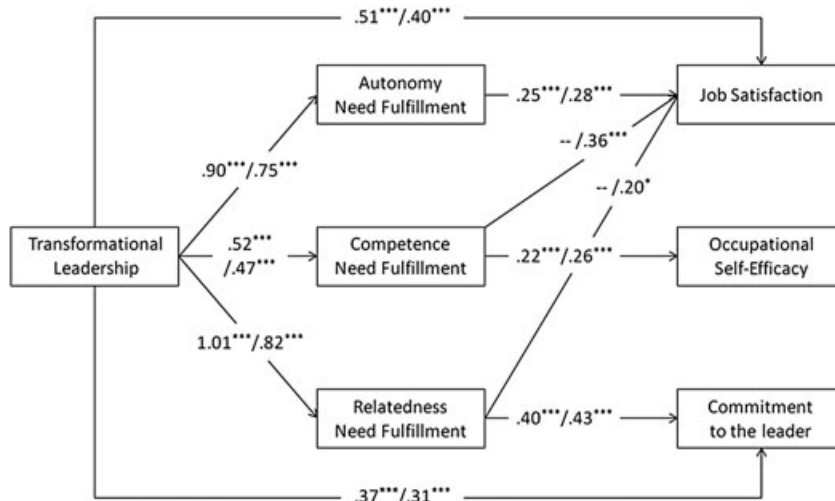 .51***/.40***
Autonomy
Need Fulfillment
.25***/.28***
Job Satisfaction
-- /.36***
.90***/.75***
-- /.20*
Transformational
Leadership
.52***
/.47***
Competence
Need Fulfillment
.22***/.26***
Occupational
Self-Efficacy
1.01***/.82***
Relatedness
Need Fulfillment
.40***/.43***
Commitment
to the leader
.37***/.31***